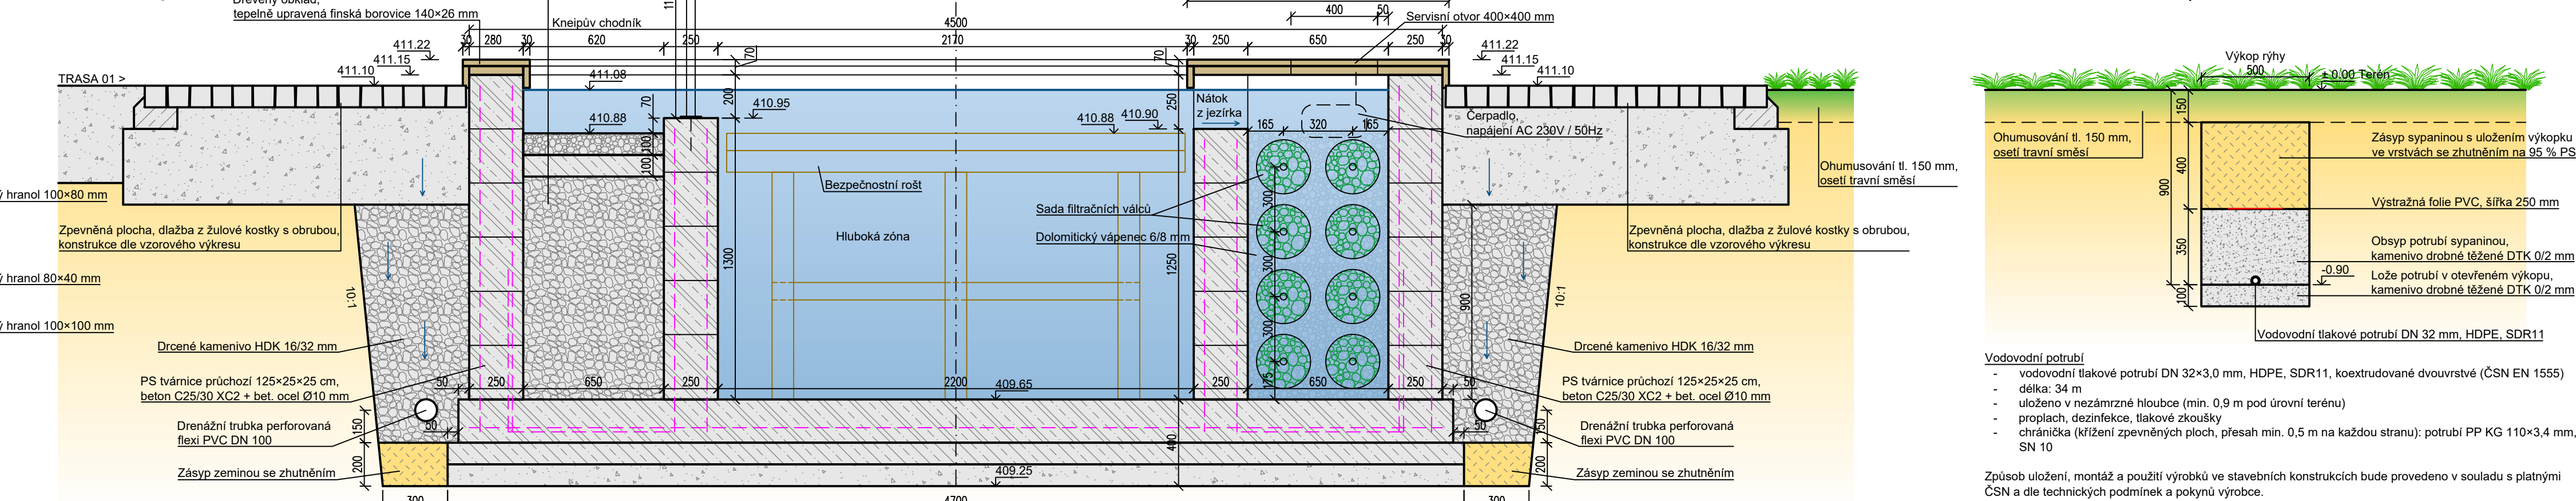 Dřevěný obklad,
tepelně upravená finská borovice 140×26 mm
Kneipův chodník
4500
400
50
Servisní otvor 400×400 mm
30
280
30
620
250
2170
30
250
650
250
30
411.22
411.15
411.10
TRASA 01 >
411.08
70
200
70
410.95
410.88
100
100
70
250
410.88
410.90
Nátok
z jezírka
165
320
165
Čerpadlo,
napájení AC 230V / 50Hz
411.22
411.15
411.10
Bezpečnostní rošt
Sada filtračních válců
Hluboká zóna
Dolomitický vápenec 6/8 mm
1300
1250
300
300
300
175
900
ý hranol 100×80 mm
Zpevněná plocha, dlažba z žulové kostky s obrubou,
konstrukce dle vzorového výkresu
ý hranol 80×40 mm
10:1
ý hranol 100×100 mm
Drcené kamenivo HDK 16/32 mm
PS tvárnice průchozí 125×25×25 cm,
beton C25/30 XC2 + bet. ocel Ø10 mm
50
250
650
250
2200
409.65
250
650
250
50
Drenážní trubka perforovaná
flexi PVC DN 100
150
50
Zásyp zeminou se zhutněním
200
300
4700
409.25
400
300
Ohumusování tl. 150 mm,
osetí travní směsí
Zpevněná plocha, dlažba z žulové kostky s obrubou,
konstrukce dle vzorového výkresu
10:1
Drcené kamenivo HDK 16/32 mm
PS tvárnice průchozí 125×25×25 cm,
beton C25/30 XC2 + bet. ocel Ø10 mm
Drenážní trubka perforovaná
flexi PVC DN 100
50
150
Zásyp zeminou se zhutněním
200
Výkop rýhy
500
± 0.00 Terén
150
Ohumusování tl. 150 mm,
osetí travní směsí
400
900
350
100
Zásyp sypaninou s uložením výkopku
ve vrstvách se zhutněním na 95 % PS
Výstražná folie PVC, šířka 250 mm
Obsyp potrubí sypaninou,
kamenivo drobné těžené DTK 0/2 mm
-0.90
Lože potrubí v otevřeném výkopu,
kamenivo drobné těžené DTK 0/2 mm
Vodovodní tlakové potrubí DN 32 mm, HDPE, SDR11
Vodovodní potrubí
- vodovodní tlakové potrubí DN 32×3,0 mm, HDPE, SDR11, koextrudované dvouvrstvé (ČSN EN 1555)
- délka: 34 m
- uloženo v nezámrzné hloubce (min. 0,9 m pod úrovní terénu)
- proplach, dezinfekce, tlakové zkoušky
- chránička (křížení zpevněných ploch, přesah min. 0,5 m na každou stranu): potrubí PP KG 110×3,4 mm,
SN 10
Způsob uložení, montáž a použití výrobků ve stavebních konstrukcích bude provedeno v souladu s platnými
ČSN a dle technických podmínek a pokynů výrobce.